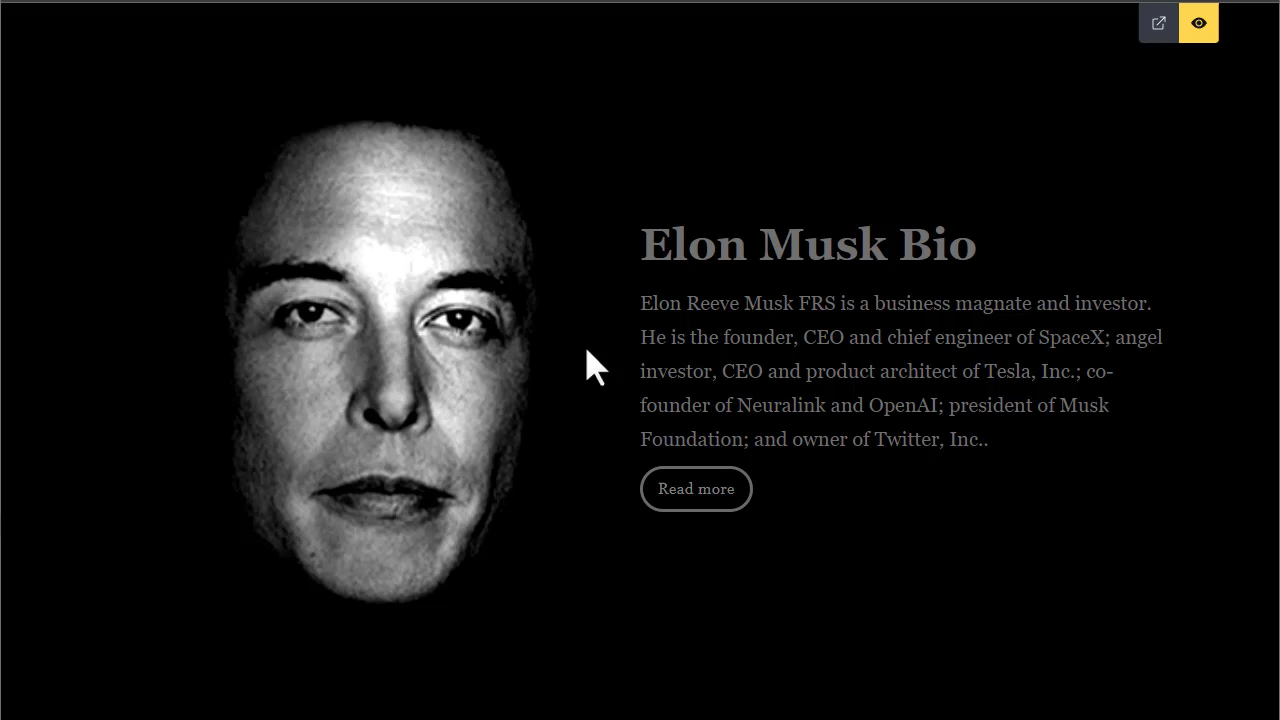 Elon Musk Bio
Elon Reeve Musk FRS is a business magnate and investor.
He is the founder, CEO and chief engineer of SpaceX; angel
investor, CEO and product architect of Tesla, Inc.; co-
founder of Neuralink and OpenAI; president of Musk
Foundation; and owner of Twitter, Inc..
Read more